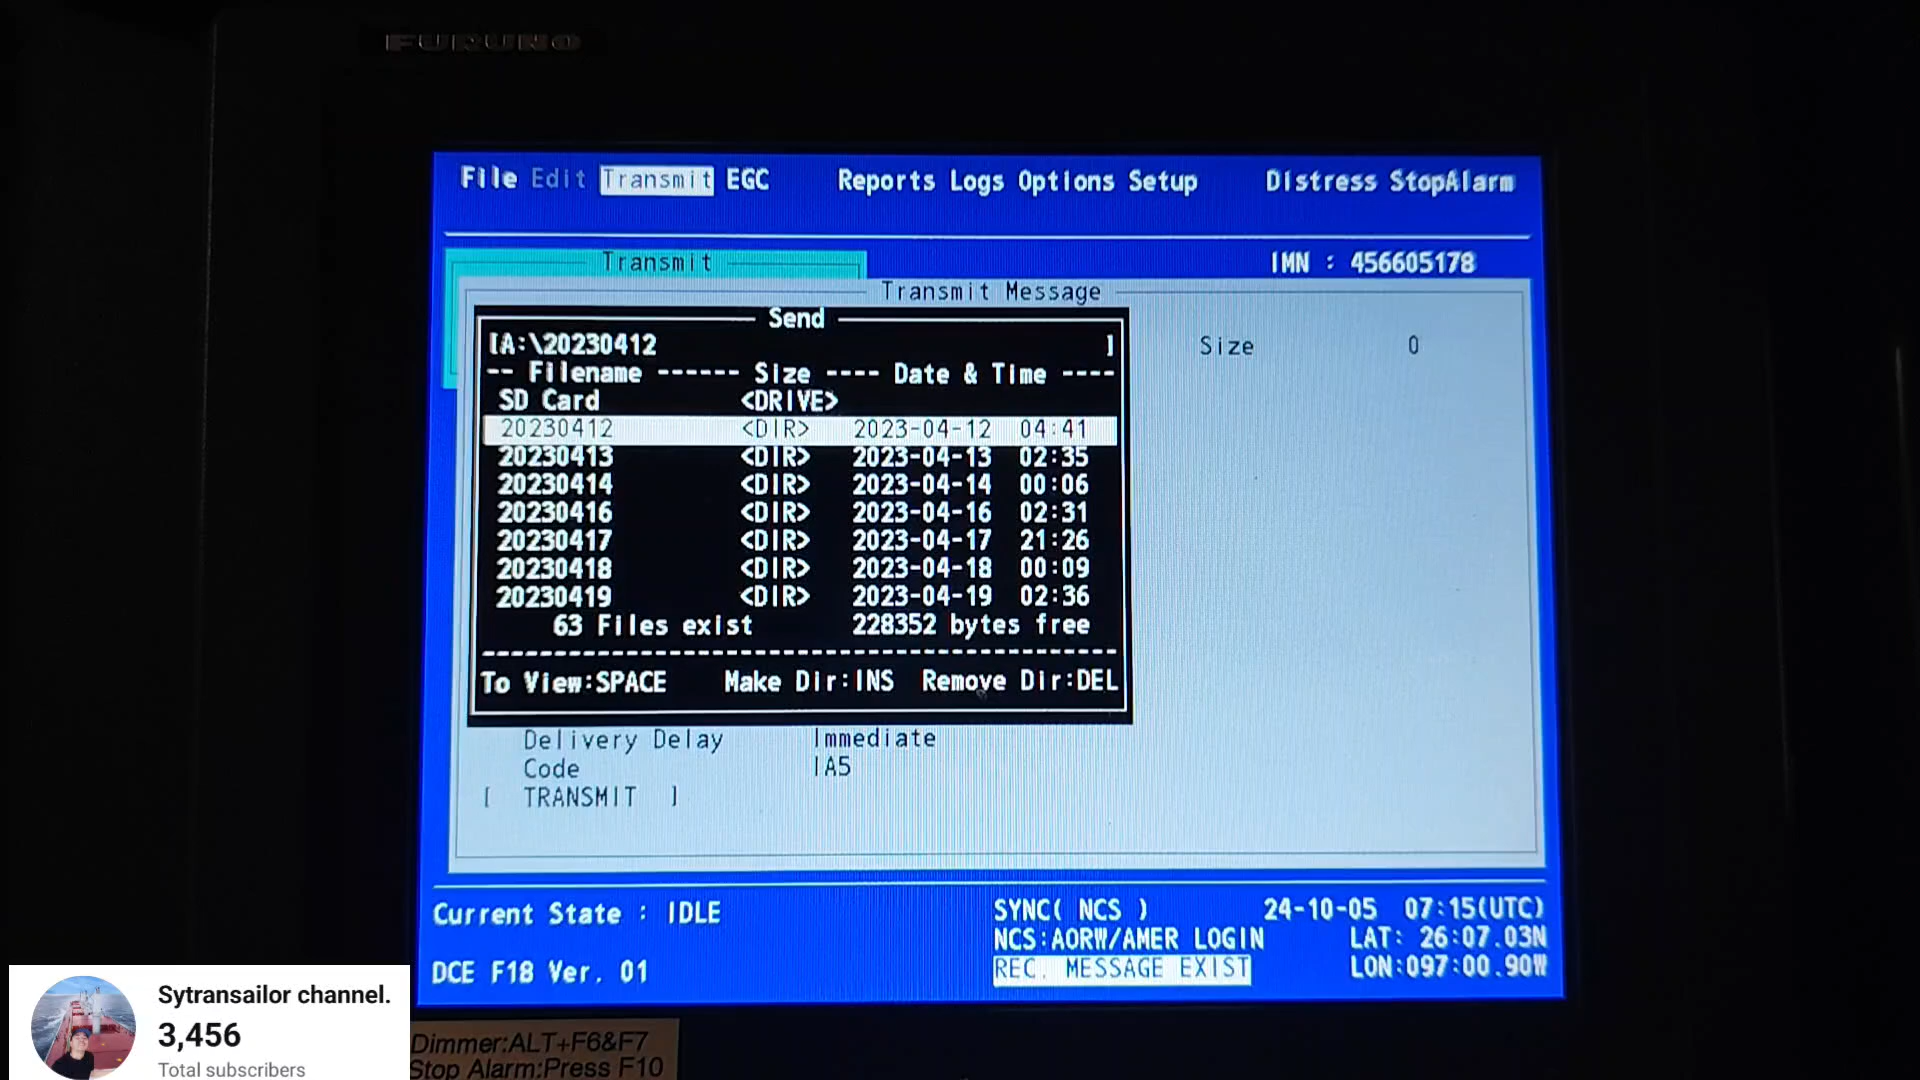 FURUNO
File Edit Transmit EGC Reports Logs Options Setup Distress StopAlarm
Transmit
IMN : 456605178
Transmit Message
Send
[A:\20230412 ]
Size 0
-- Filename ------ Size ---- Date & Time ----
SD Card <DRIVE>
20230412 <DIR> 2023-04-12 04:41
20230413 <DIR> 2023-04-13 02:35
20230414 <DIR> 2023-04-14 00:06
20230416 <DIR> 2023-04-16 02:31
20230417 <DIR> 2023-04-17 21:26
20230418 <DIR> 2023-04-18 00:09
20230419 <DIR> 2023-04-19 02:36
63 Files exist 228352 bytes free
To View:SPACE Make Dir:INS Remove Dir:DEL
Delivery Delay Immediate
Code IA5
[ TRANSMIT ]
Current State : IDLE
SYNC( NCS ) 24-10-05 07:15(UTC)
NCS:AORW/AMER LOGIN LAT: 26:07.03N
DCE F18 Ver. 01
REC. MESSAGE EXIST LON:097:00.90W
Sytransailor channel.
3,456
Total subscribers
Dimmer:ALT+F6&F7
Stop Alarm:Press F10